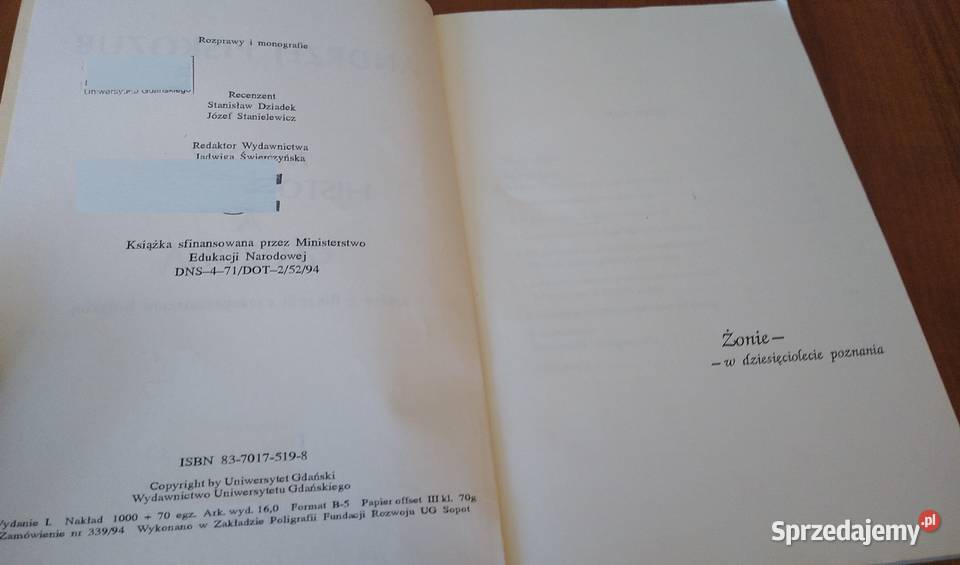 Rozprawy i monografie
Uniwersytetu Gdańskiego
Recenzent
Stanisław Dziadek
Józef Stanielewicz
Redaktor Wydawnictwa
Jadwiga Świerczyńska
Książka sfinansowana przez Ministerstwo
Edukacji Narodowej
DNS—4—71/DOT—2/52/94
ISBN 83-7017-519-8
Copyright by Uniwersytet Gdański
Wydawnictwo Uniwersytetu Gdańskiego
Wydanie I. Nakład 1000 + 70 egz. Ark. wyd. 16,0 Format B-5 Papier offset III kl. 70g
Zamówienie nr 339/94 Wykonano w Zakładzie Poligrafii Fundacji Rozwoju UG Sopot
Żonie —
— w dziesięciolecie poznania
Sprzedajemy.pl